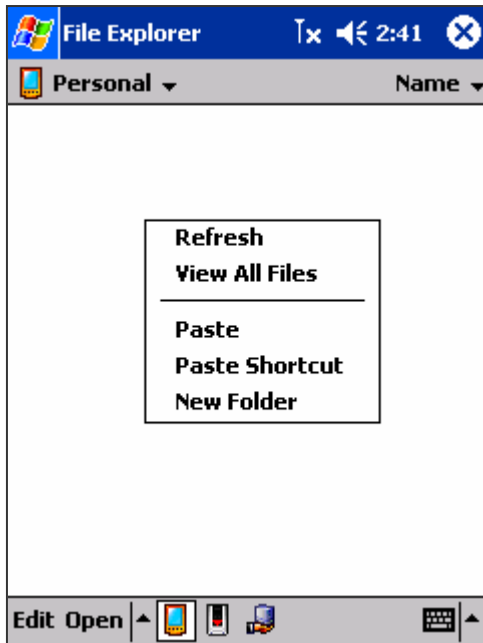 File Explorer 2:41
Personal Name
Refresh
View All Files
Paste
Paste Shortcut
New Folder
Edit Open